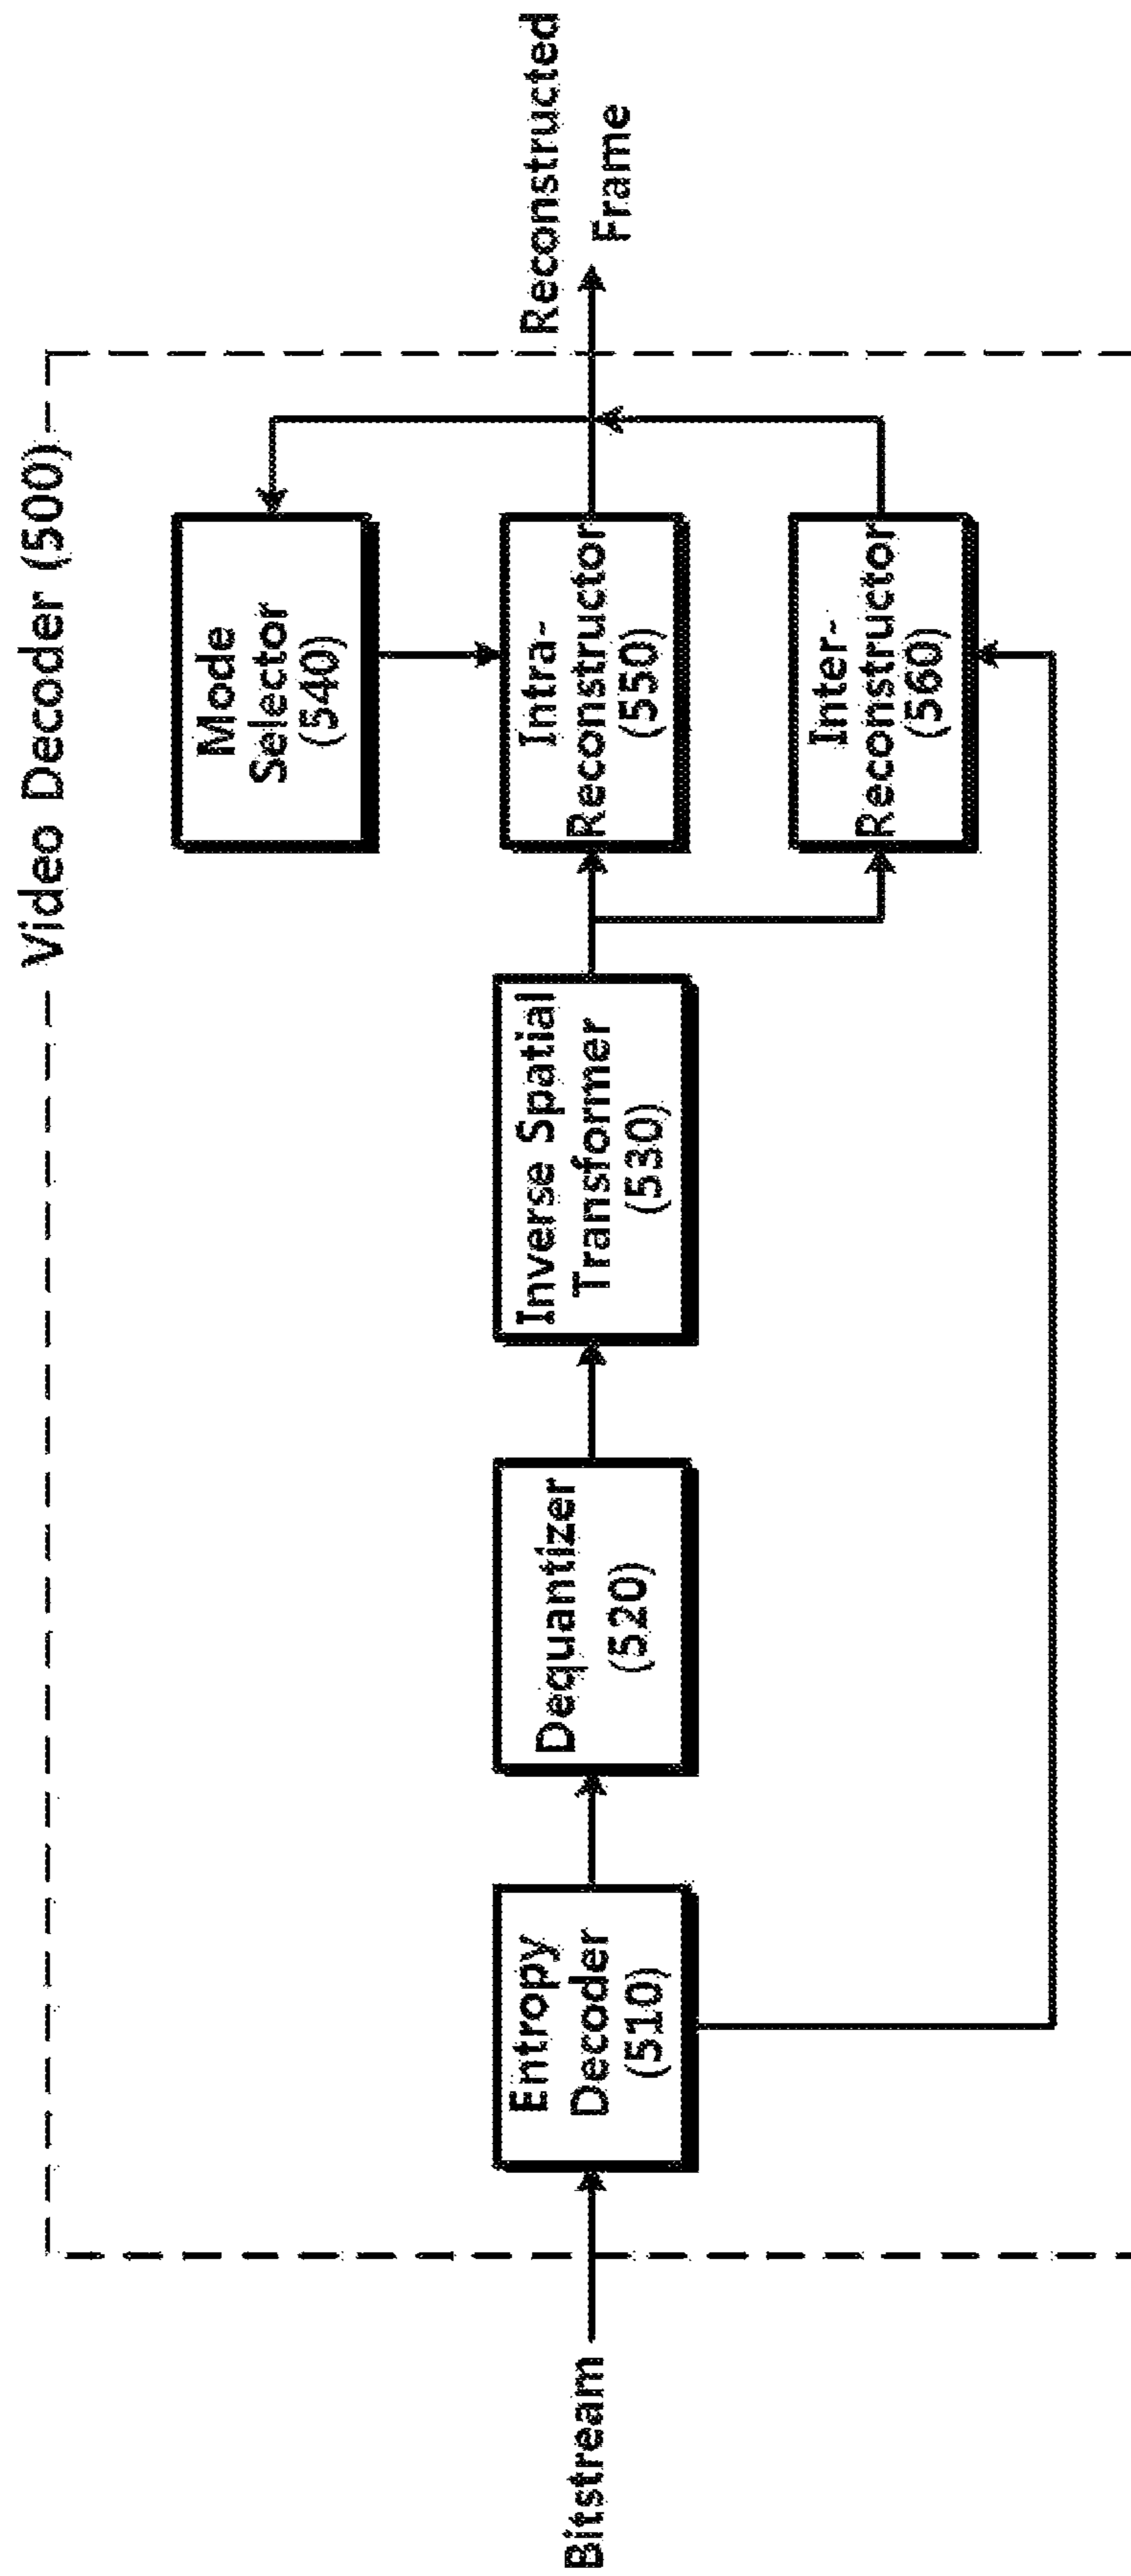 Video Decoder (500)
Bitstream
Entropy
Decoder
(510)
Dequantizer
(520)
Inverse Spatial
Transformer
(530)
Mode
Selector
(540)
Intra-
Reconstructor
(550)
Inter-
Reconstructor
(560)
Reconstructed
Frame